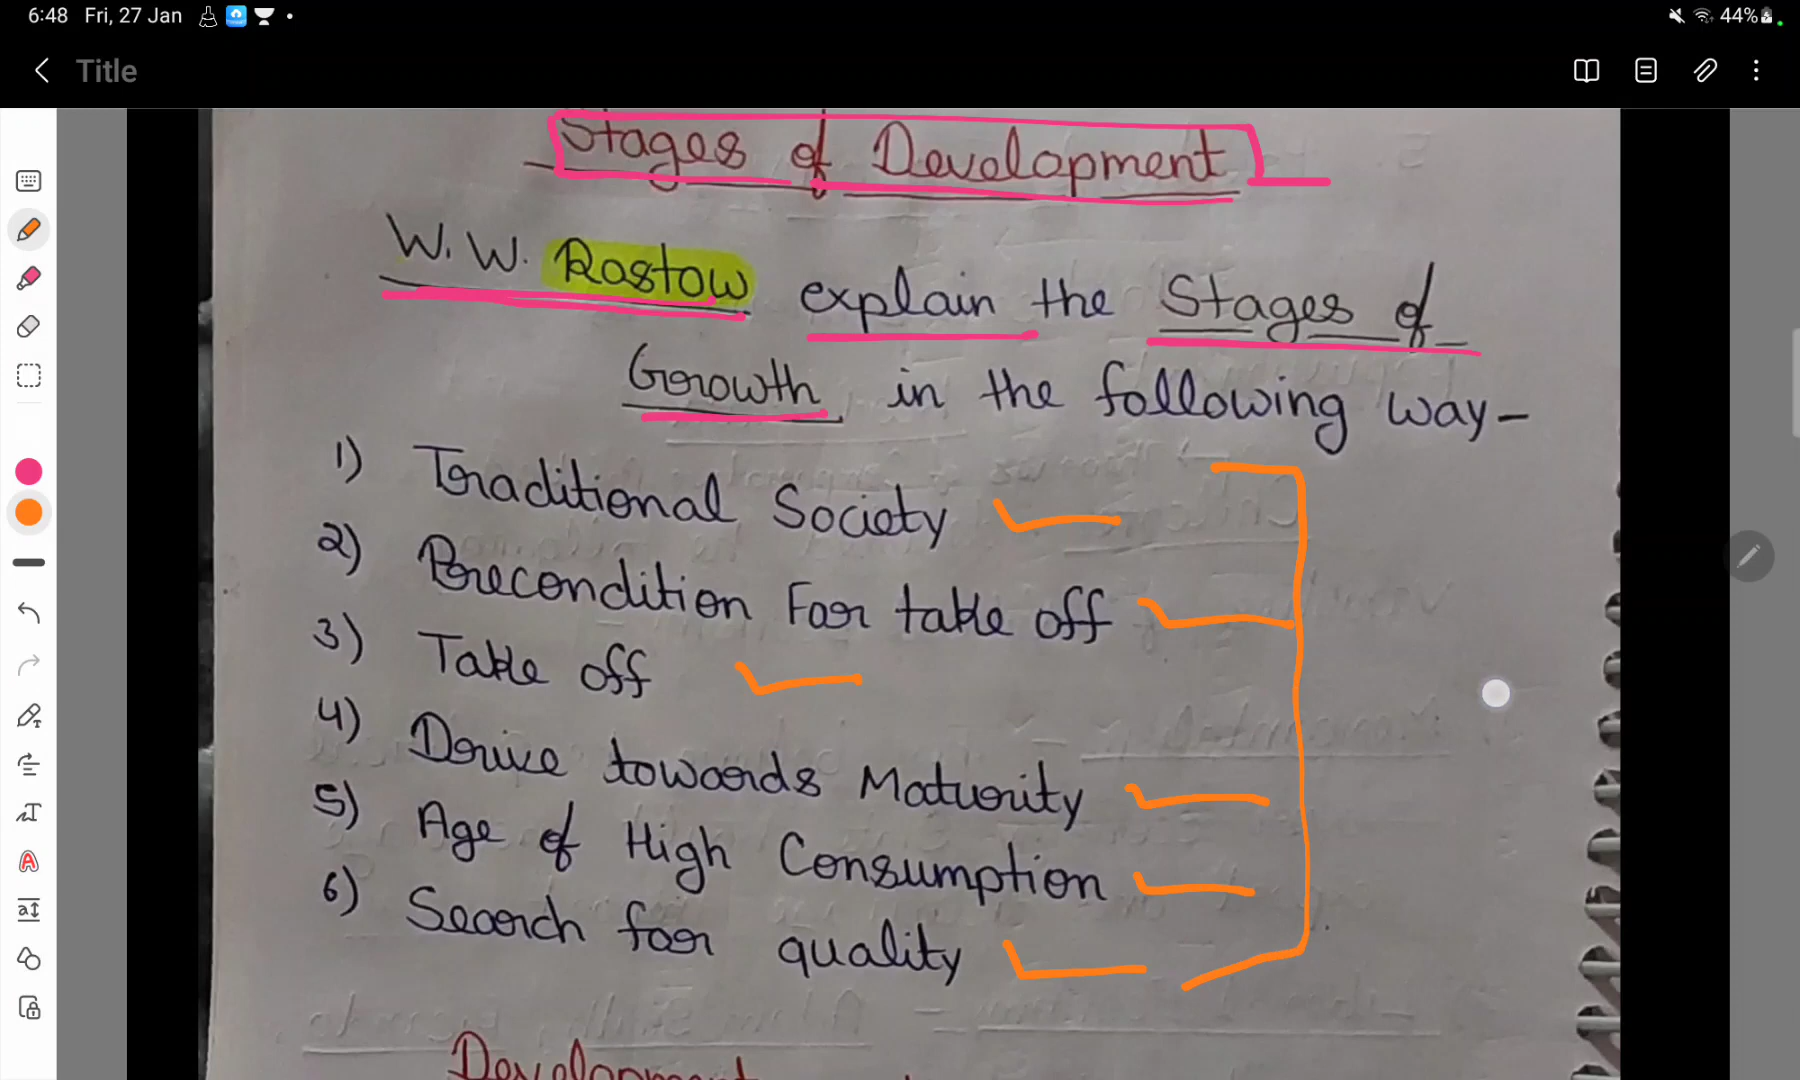 6:48 Fri, 27 Jan 44%
Title
Stages of Development
W. W. Rostow explain the Stages of
Growth in the following way-
1) Traditional Society
2) Precondition For take off
3) Take off
4) Drive towards Maturity
5) Age of High Consumption
6) Search for quality
Development